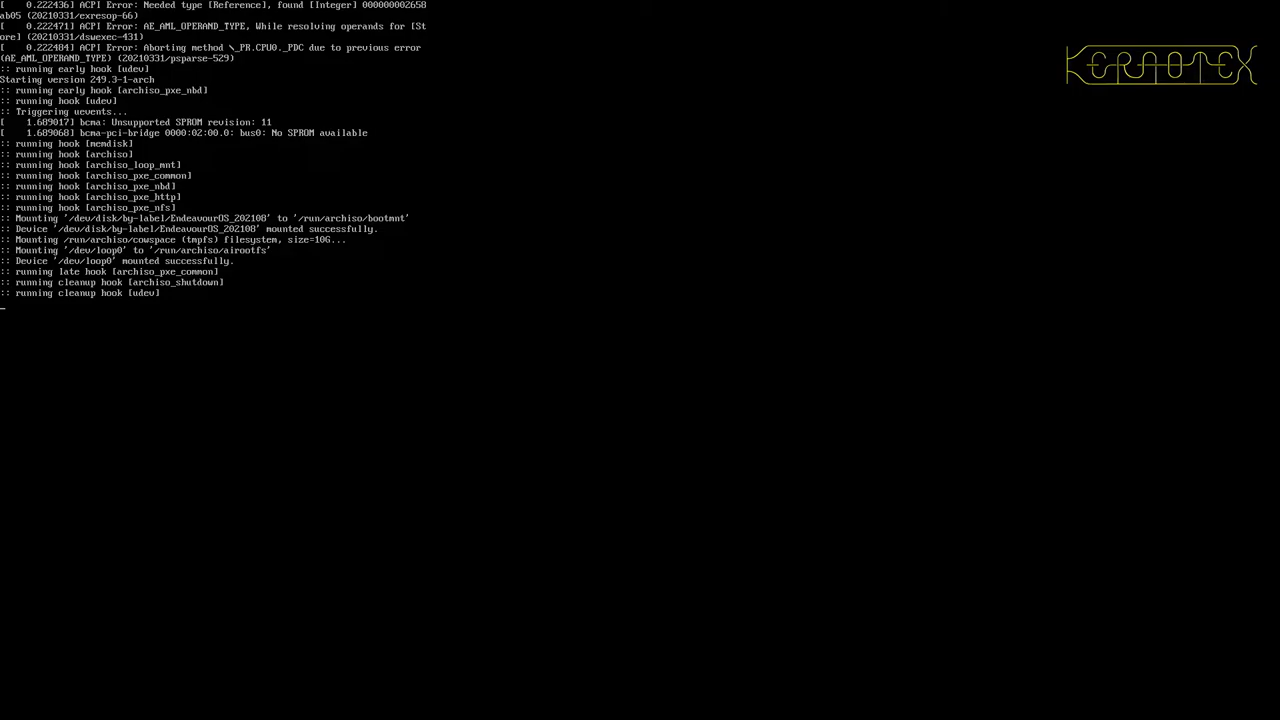 [    0.222436] ACPI Error: Needed type [Reference], found [Integer] 000000002658
ab05 (20210331/exresop-66)
[    0.222471] ACPI Error: AE_AML_OPERAND_TYPE, While resolving operands for [St
ore] (20210331/dswexec-431)
[    0.222484] ACPI Error: Aborting method \_PR.CPU0._PDC due to previous error
(AE_AML_OPERAND_TYPE) (20210331/psparse-529)
:: running early hook [udev]
Starting version 249.3-1-arch
:: running early hook [archiso_pxe_nbd]
:: running hook [udev]
:: Triggering uevents...
[    1.689017] bcma: Unsupported SPROM revision: 11
[    1.689068] bcma-pci-bridge 0000:02:00.0: bus0: No SPROM available
:: running hook [memdisk]
:: running hook [archiso]
:: running hook [archiso_loop_mnt]
:: running hook [archiso_pxe_common]
:: running hook [archiso_pxe_nbd]
:: running hook [archiso_pxe_http]
:: running hook [archiso_pxe_nfs]
:: Mounting '/dev/disk/by-label/EndeavourOS_202108' to '/run/archiso/bootmnt'
:: Device '/dev/disk/by-label/EndeavourOS_202108' mounted successfully.
:: Mounting /run/archiso/cowspace (tmpfs) filesystem, size=10G...
:: Mounting '/dev/loop0' to '/run/archiso/airootfs'
:: Device '/dev/loop0' mounted successfully.
:: running late hook [archiso_pxe_common]
:: running cleanup hook [archiso_shutdown]
:: running cleanup hook [udev]
_